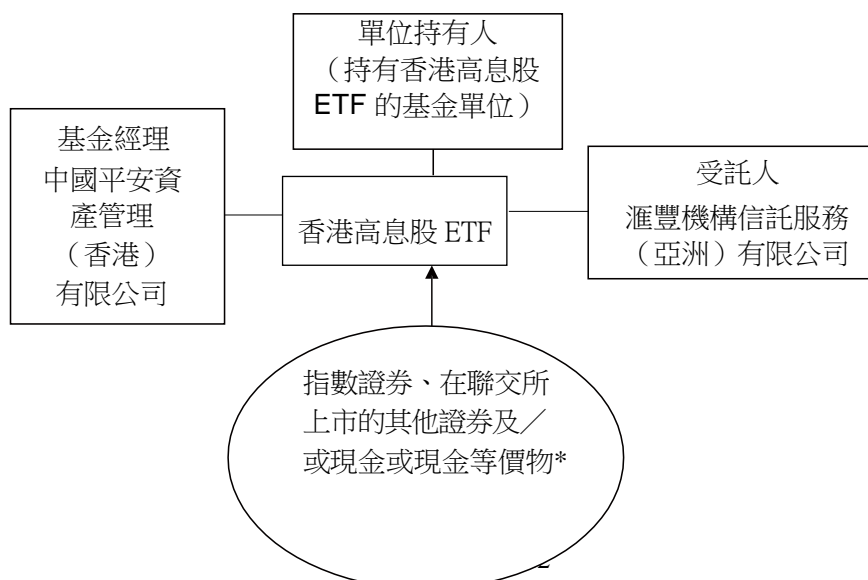 單位持有人
（持有香港高息股
ETF 的基金單位）
基金經理
中國平安資
產管理
（香港）
有限公司
香港高息股 ETF
受託人
滙豐機構信託服務
（亞洲）有限公司
指數證券、在聯交所
上市的其他證券及／
或現金或現金等價物*